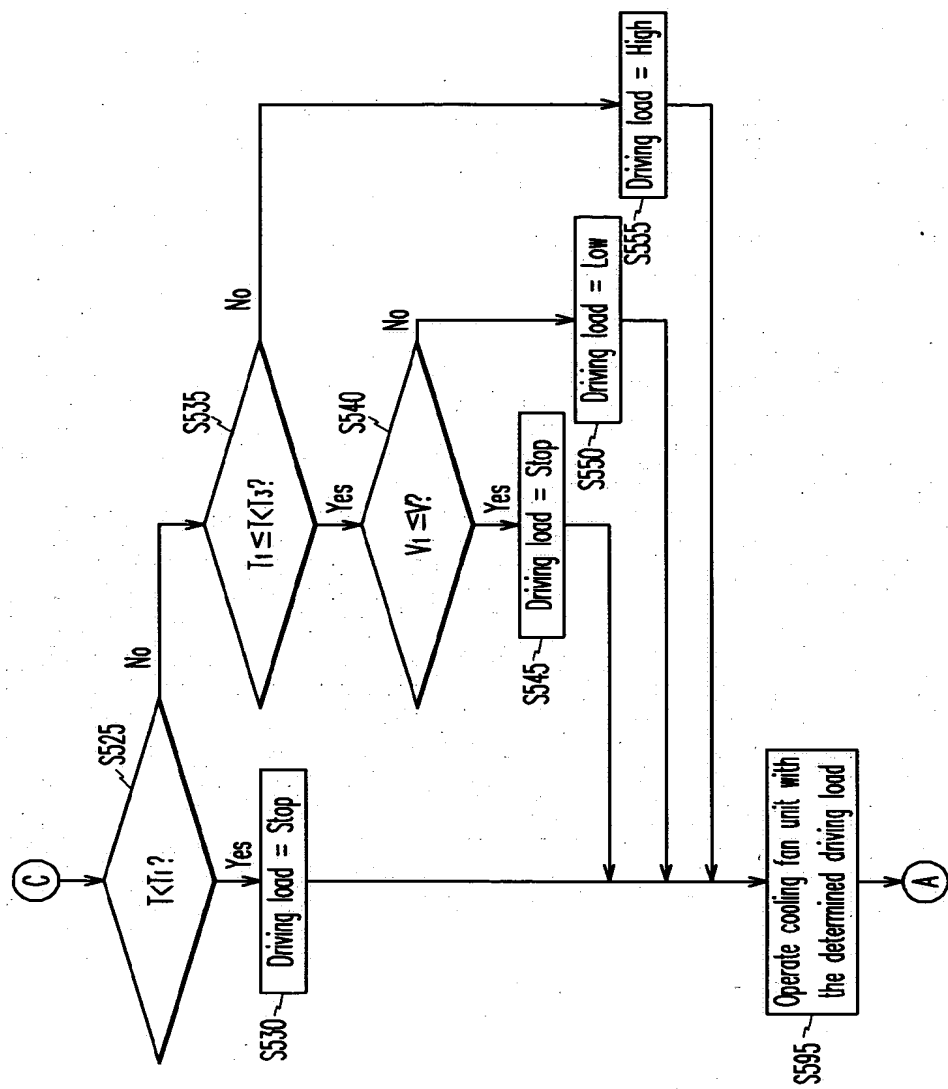 C
S525
T<T1?
No
Yes
S530
Driving load = Stop
S535
T1≤T<T3?
No
Yes
S540
V1≤V?
No
Yes
S545
Driving load = Stop
S550
Driving load = Low
S555
Driving load = High
S595
Operate cooling fan unit with
the determined driving load
A